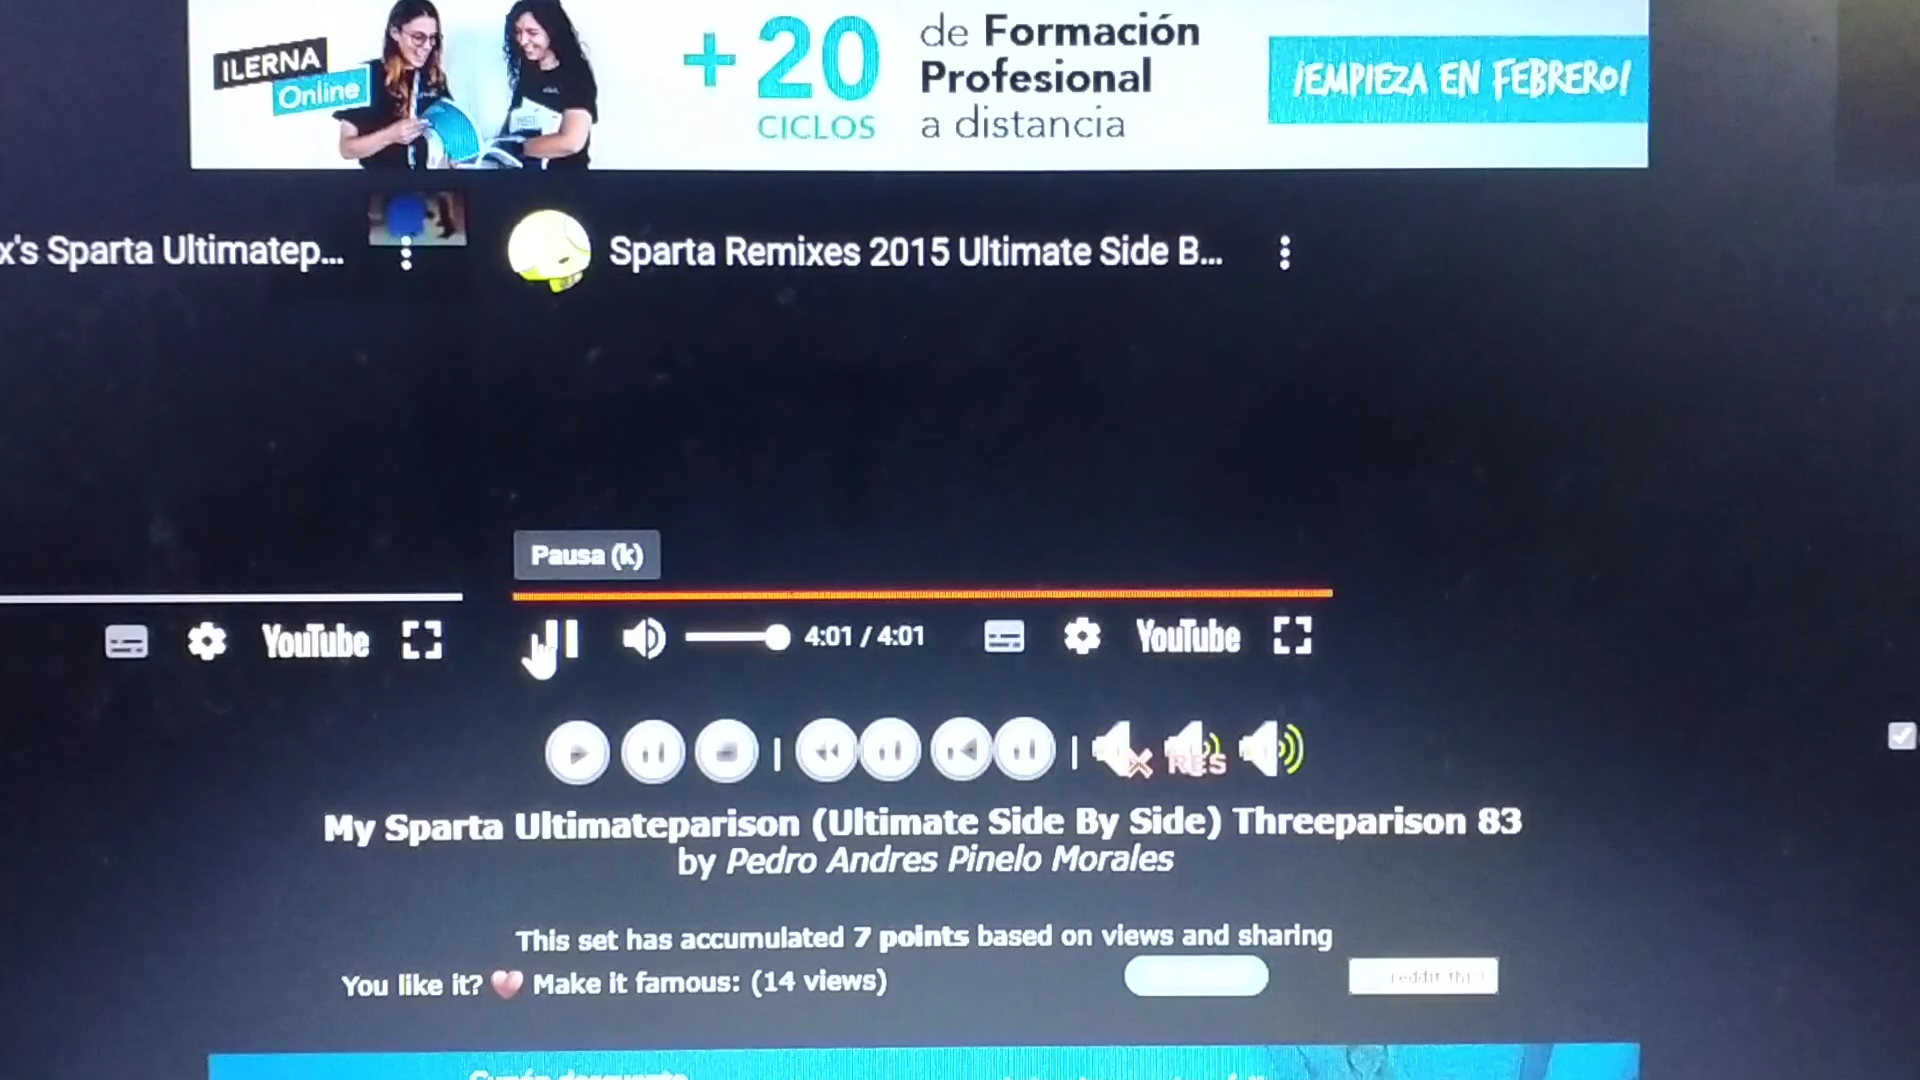 ILERNA
Online
+20
CICLOS
de Formación
Profesional
a distancia
¡EMPIEZA EN FEBRERO!
x's Sparta Ultimatep...
Sparta Remixes 2015 Ultimate Side B...
Pausa (k)
YouTube
4:01 / 4:01
YouTube
RES
My Sparta Ultimateparison (Ultimate Side By Side) Threeparison 83
by Pedro Andres Pinelo Morales
This set has accumulated 7 points based on views and sharing
You like it? Make it famous: (14 views)
reddit this!